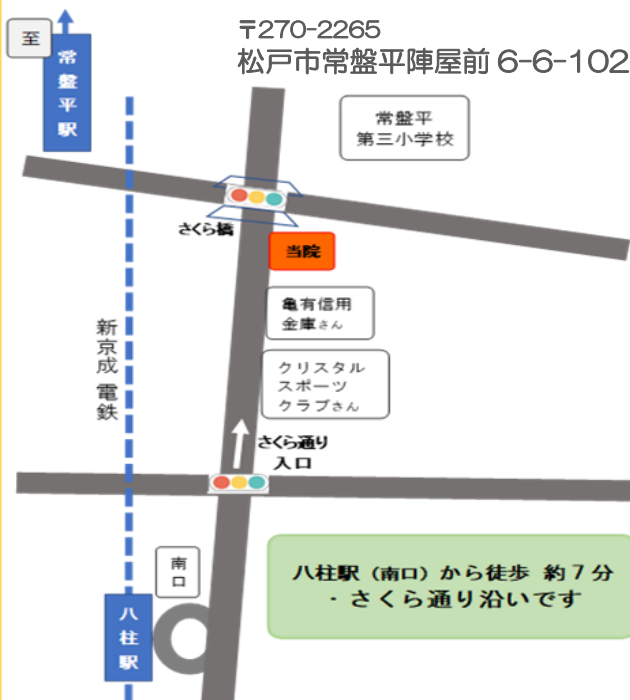 〒270-2265
松戸市常盤平陣屋前 6-6-102
至
常盤平駅
常盤平
第三小学校
さくら橋
当院
亀有信用
金庫さん
新京成電鉄
クリスタル
スポーツ
クラブさん
さくら通り
入口
南口
八柱駅（南口）から徒歩 約７分
・さくら通り沿いです
八柱駅